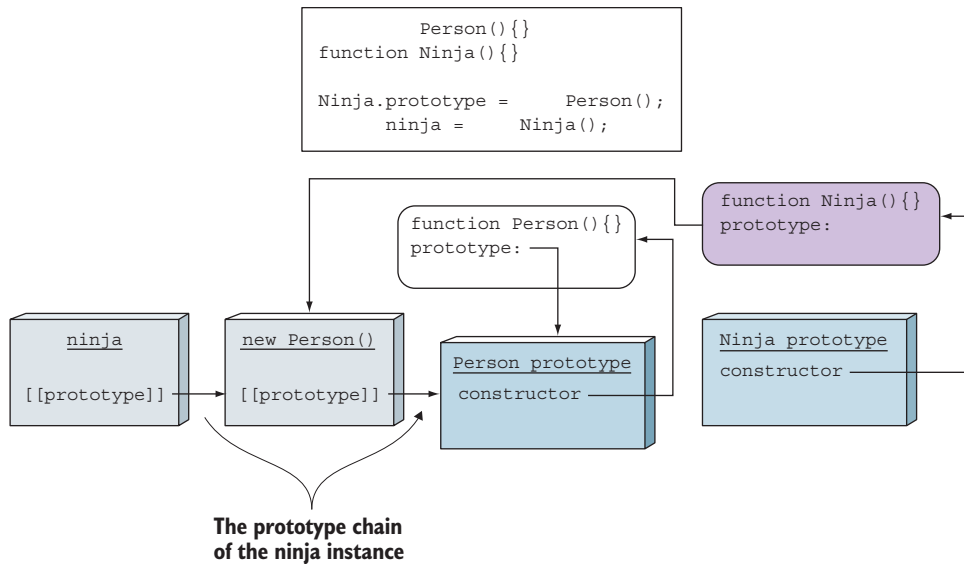 Person(){}
function Ninja(){}
Ninja.prototype = Person();
ninja = Ninja();
function Ninja(){}
prototype:
function Person(){}
prototype:
ninja
[[prototype]]
new Person()
[[prototype]]
Person prototype
constructor
Ninja prototype
constructor
The prototype chain
of the ninja instance